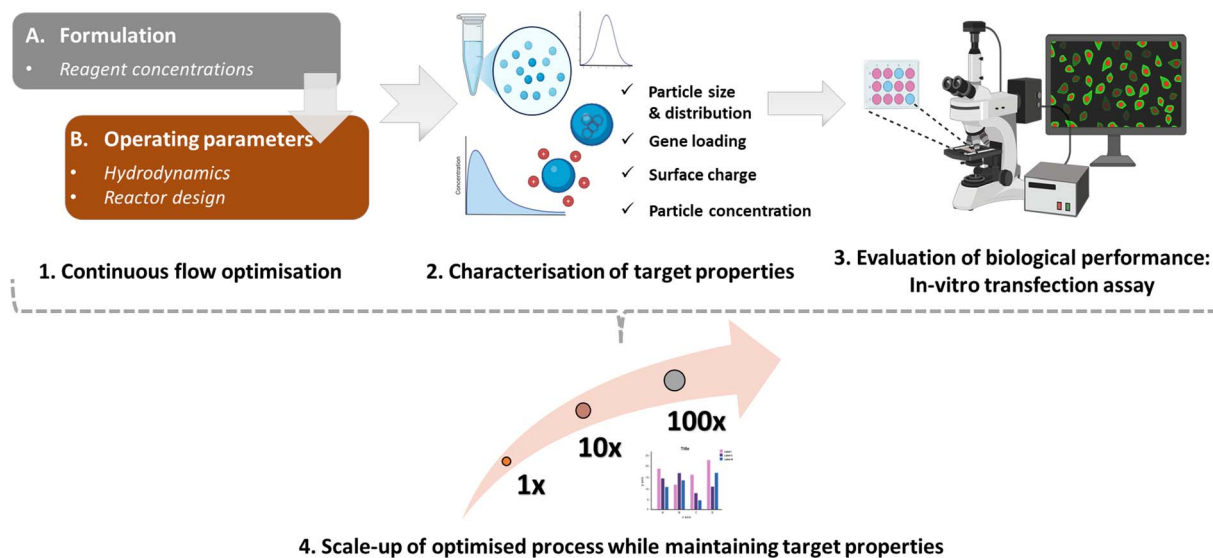 A. Formulation
• Reagent concentrations
B. Operating parameters
• Hydrodynamics
• Reactor design
1. Continuous flow optimisation
Concentration
✓ Particle size
& distribution
✓ Gene loading
✓ Surface charge
✓ Particle concentration
2. Characterisation of target properties
3. Evaluation of biological performance:
In-vitro transfection assay
1x
10x
100x
Title
4. Scale-up of optimised process while maintaining target properties